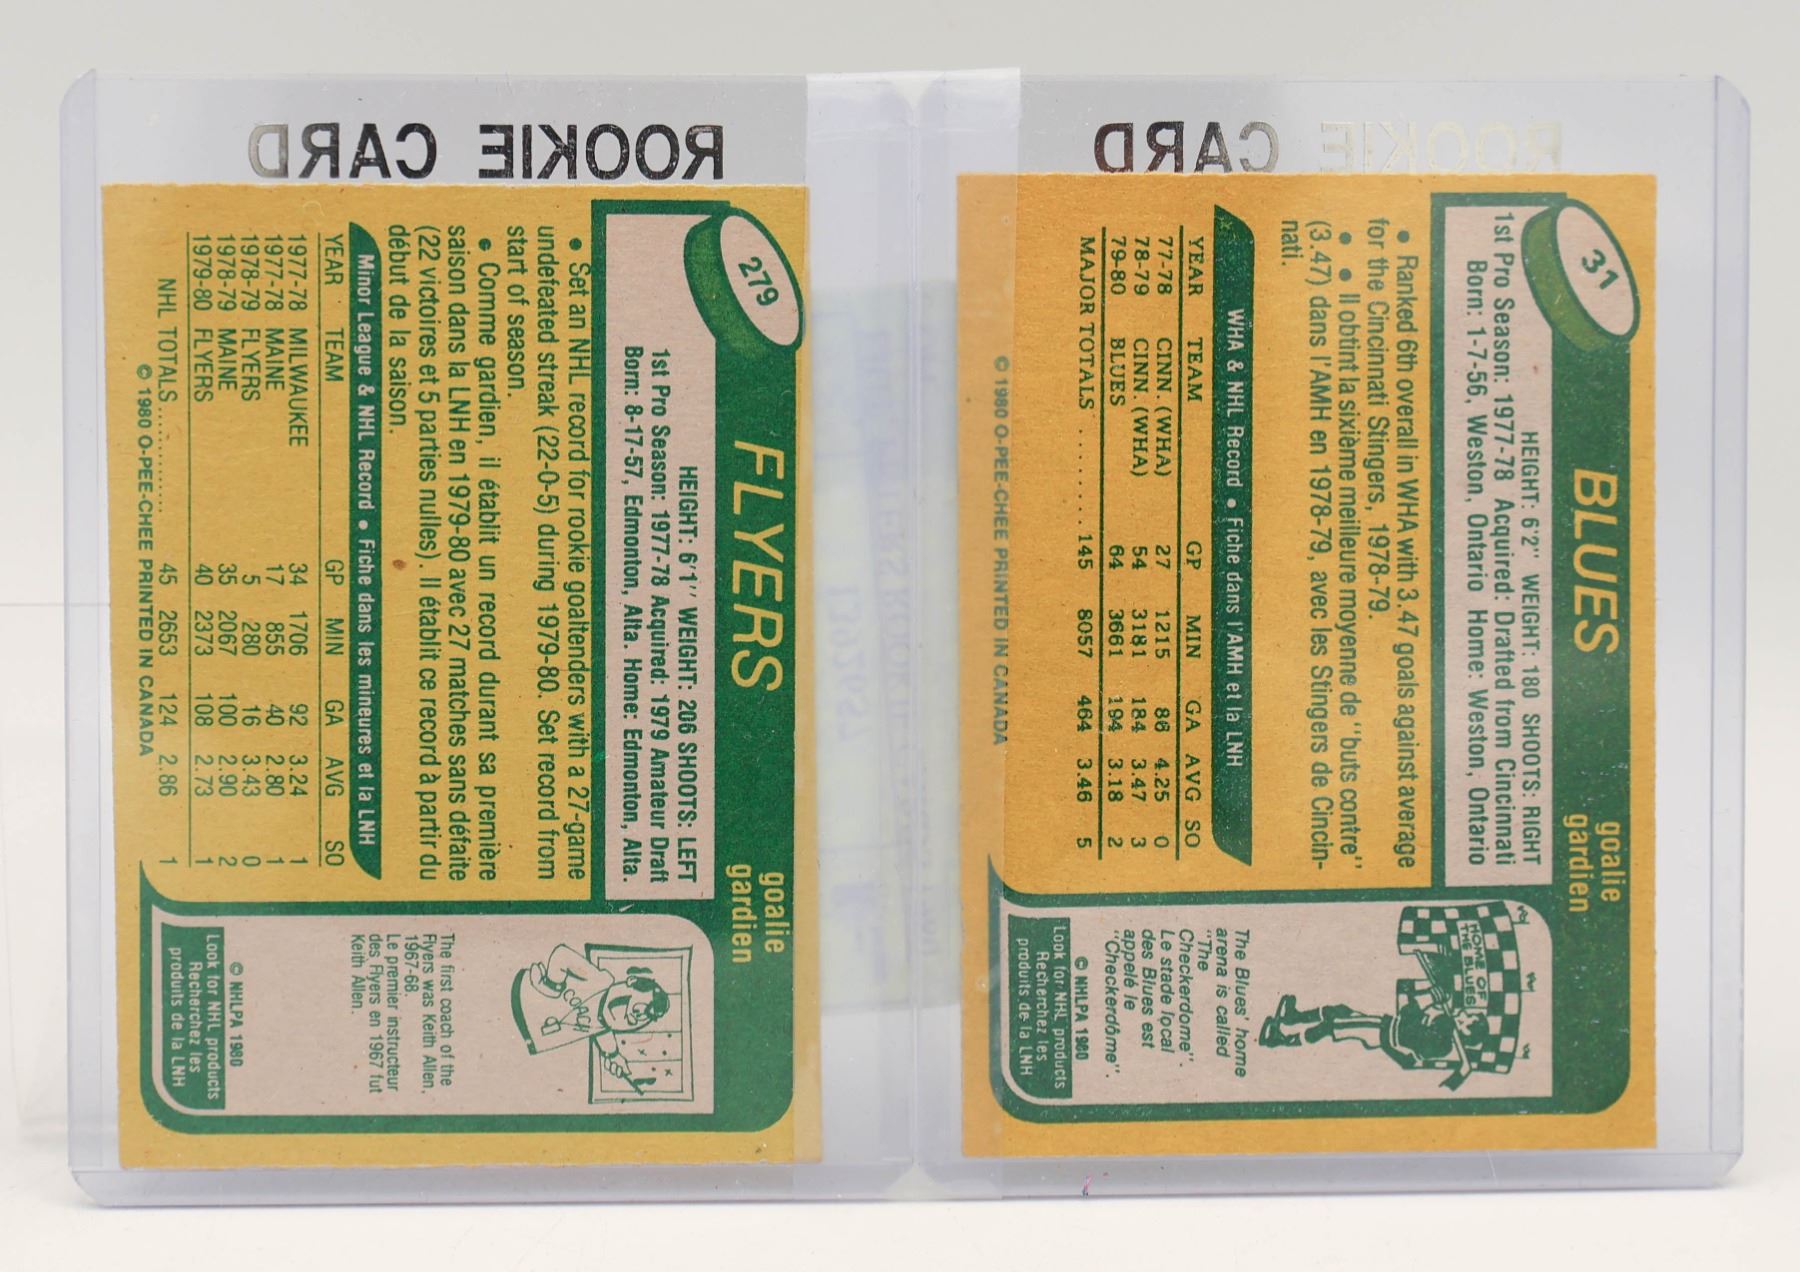 ROOKIE CARD
279
FLYERS
goalie
gardien
HEIGHT: 6'1" WEIGHT: 206 SHOOTS: LEFT
1st Pro Season: 1977-78 Acquired: 1979 Amateur Draft
Born: 8-17-57, Edmonton, Alta. Home: Edmonton, Alta.
• Set an NHL record for rookie goaltenders with a 27-game
undefeated streak (22-0-5) during 1979-80. Set record from
start of season.
• Comme gardien, il établit un record durant sa première
saison dans la LNH en 1979-80 avec 27 matches sans défaite
(22 victoires et 5 parties nulles). Il établit ce record à partir du
début de la saison.
Minor League & NHL Record • Fiche dans les mineures et la LNH
YEAR TEAM GP MIN GA AVG SO
1977-78 MILWAUKEE 34 1706 92 3.24 1
1977-78 MAINE 17 855 40 2.80 1
1978-79 FLYERS 5 280 16 3.43 0
1978-79 MAINE 35 2067 100 2.90 2
1979-80 FLYERS 40 2373 108 2.73 1
NHL TOTALS.............. 45 2653 124 2.86 1
© 1980 O-PEE-CHEE PRINTED IN CANADA
COACH
The first coach of the
Flyers was Keith Allen,
1967-68.
Le premier instructeur
des Flyers en 1967 fut
Keith Allen.
© NHLPA 1980
Look for NHL products
Recherchez les
produits de la LNH
ROOKIE CARD
31
BLUES
goalie
gardien
HEIGHT: 6'2" WEIGHT: 180 SHOOTS: RIGHT
1st Pro Season: 1977-78 Acquired: Drafted from Cincinnati
Born: 1-7-56, Weston, Ontario Home: Weston, Ontario
• Ranked 6th overall in WHA with 3.47 goals against average
for the Cincinnati Stingers, 1978-79.
• • Il obtint la sixième meilleure moyenne de "buts contre"
(3.47) dans l'AMH en 1978-79, avec les Stingers de Cincin-
nati.
WHA & NHL Record • Fiche dans l'AMH et la LNH
YEAR TEAM GP MIN GA AVG SO
77-78 CINN. (WHA) 27 1215 86 4.25 0
78-79 CINN. (WHA) 54 3181 184 3.47 3
79-80 BLUES 64 3661 194 3.18 2
MAJOR TOTALS ..........145 8057 464 3.46 5
© 1980 O-PEE-CHEE PRINTED IN CANADA
HOME OF
THE BLUES
The Blues' home
arena is called
"The
Checkerdome".
Le stade local
des Blues est
appelé le
"Checkerdôme".
© NHLPA 1980
Look for NHL products
Recherchez les
produits de la LNH